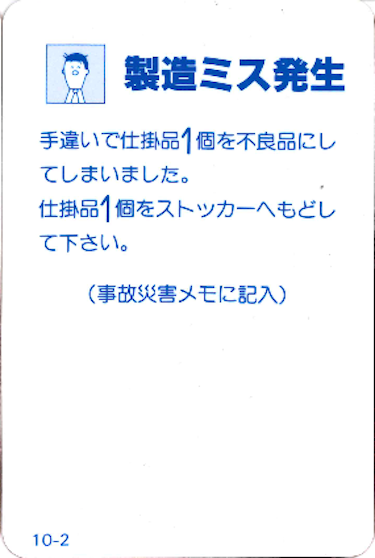 製造ミス発生
手違いで仕掛品1個を不良品にし
てしまいました。
仕掛品1個をストッカーへもどし
て下さい。
(事故災害メモに記入)
10-2